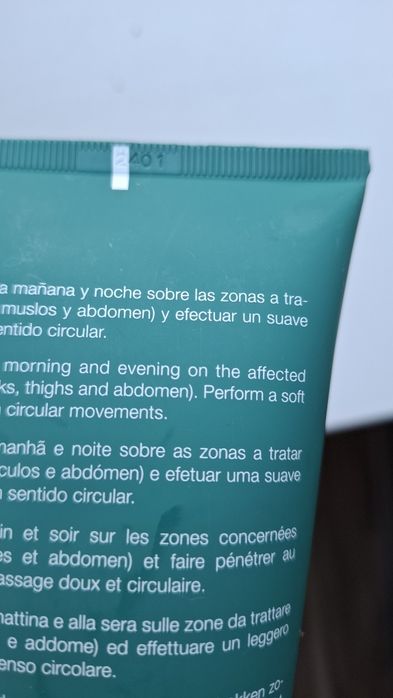 2401
a mañana y noche sobre las zonas a tra-
muslos y abdomen) y efectuar un suave
entido circular.
morning and evening on the affected
ks, thighs and abdomen). Perform a soft
circular movements.
manhã e noite sobre as zonas a tratar
culos e abdómen) e efetuar uma suave
sentido circular.
in et soir sur les zones concernées
es et abdomen) et faire pénétrer au
assage doux et circulaire.
nattina e alla sera sulle zone da trattare
e addome) ed effettuare un leggero
enso circolare.
kken zo-